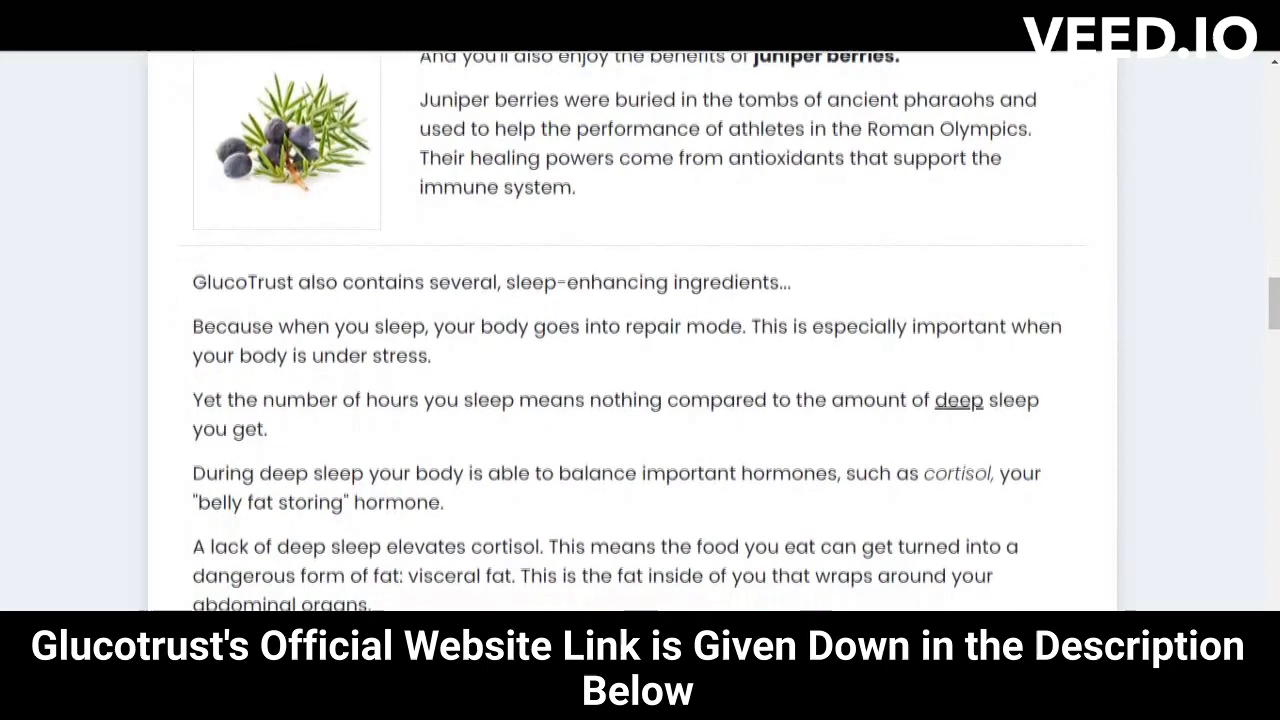 VEED.IO
And you'll also enjoy the benefits of juniper berries.
Juniper berries were buried in the tombs of ancient pharaohs and
used to help the performance of athletes in the Roman Olympics.
Their healing powers come from antioxidants that support the
immune system.
GlucoTrust also contains several, sleep-enhancing ingredients...
Because when you sleep, your body goes into repair mode. This is especially important when
your body is under stress.
Yet the number of hours you sleep means nothing compared to the amount of deep sleep
you get.
During deep sleep your body is able to balance important hormones, such as cortisol, your
"belly fat storing" hormone.
A lack of deep sleep elevates cortisol. This means the food you eat can get turned into a
dangerous form of fat: visceral fat. This is the fat inside of you that wraps around your
abdominal organs.
Glucotrust's Official Website Link is Given Down in the Description
Below